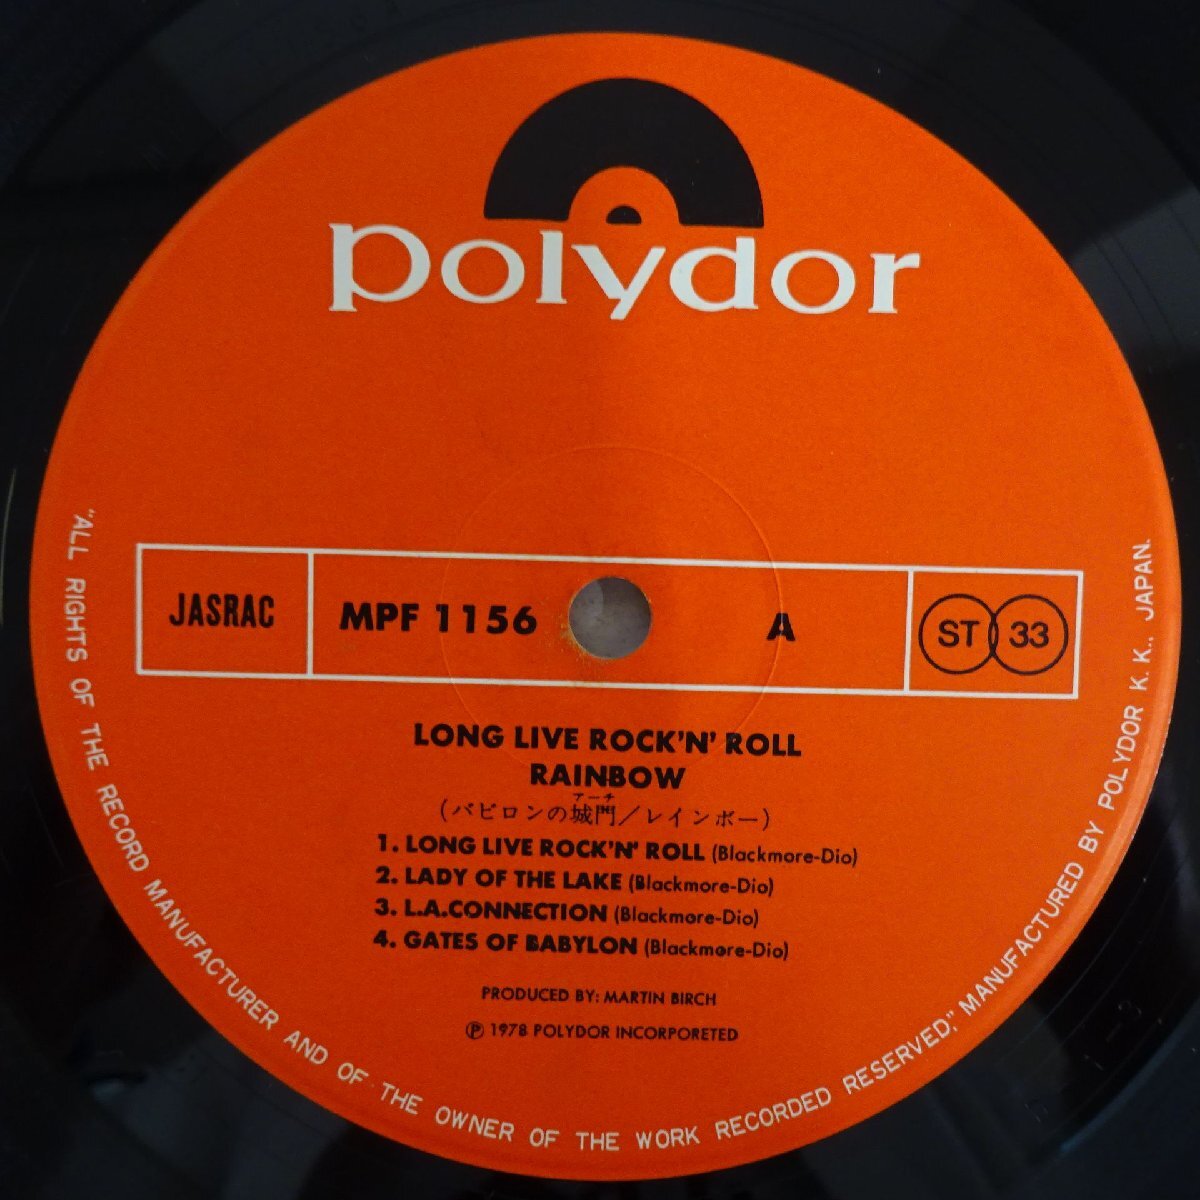 polydor
JASRAC
MPF 1156
A
ST 33
LONG LIVE ROCK'N' ROLL
RAINBOW
アーチ
(バビロンの城門/レインボー)
1. LONG LIVE ROCK'N' ROLL (Blackmore-Dio)
2. LADY OF THE LAKE (Blackmore-Dio)
3. L.A.CONNECTION (Blackmore-Dio)
4. GATES OF BABYLON (Blackmore-Dio)
PRODUCED BY: MARTIN BIRCH
℗ 1978 POLYDOR INCORPORETED
"ALL RIGHTS OF THE RECORD MANUFACTURER AND OF THE OWNER OF THE WORK RECORDED RESERVED," MANUFACTURED BY POLYDOR K.K., JAPAN.